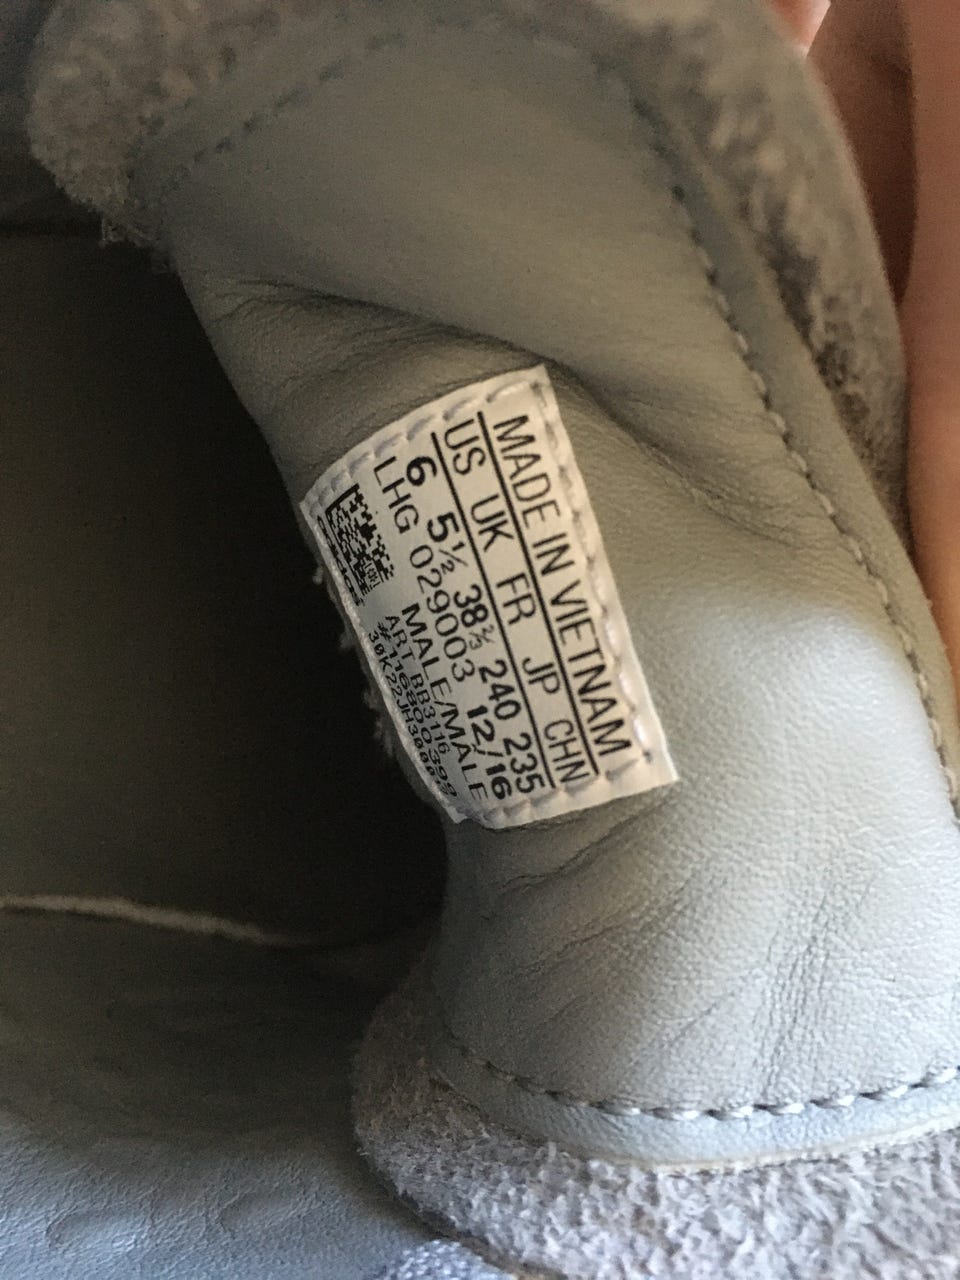 MADE IN VIETNAM
US UK FR JP CHN
6 5½ 38⅔ 240 235
LHG 029003 12/16
MALE/MALE
ART BB3116
adidas